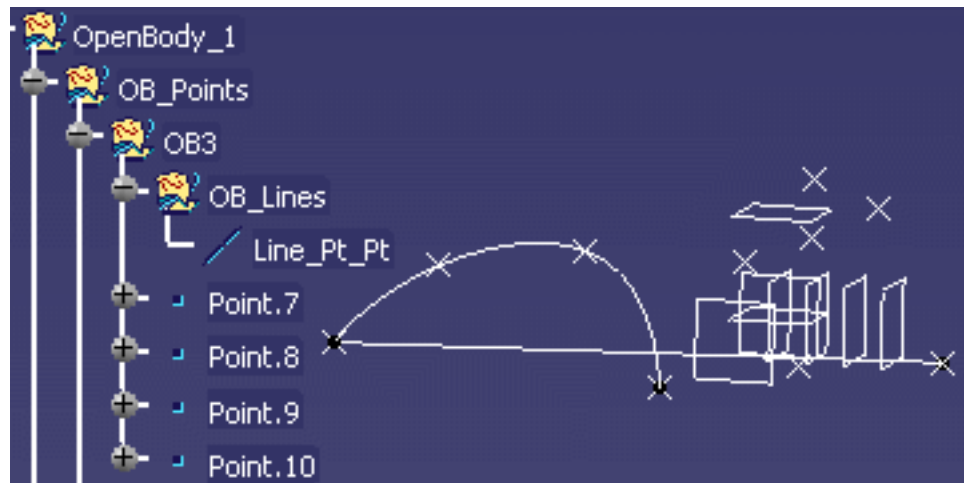 OpenBody_1
OB_Points
OB3
OB_Lines
Line_Pt_Pt
Point.7
Point.8
Point.9
Point.10